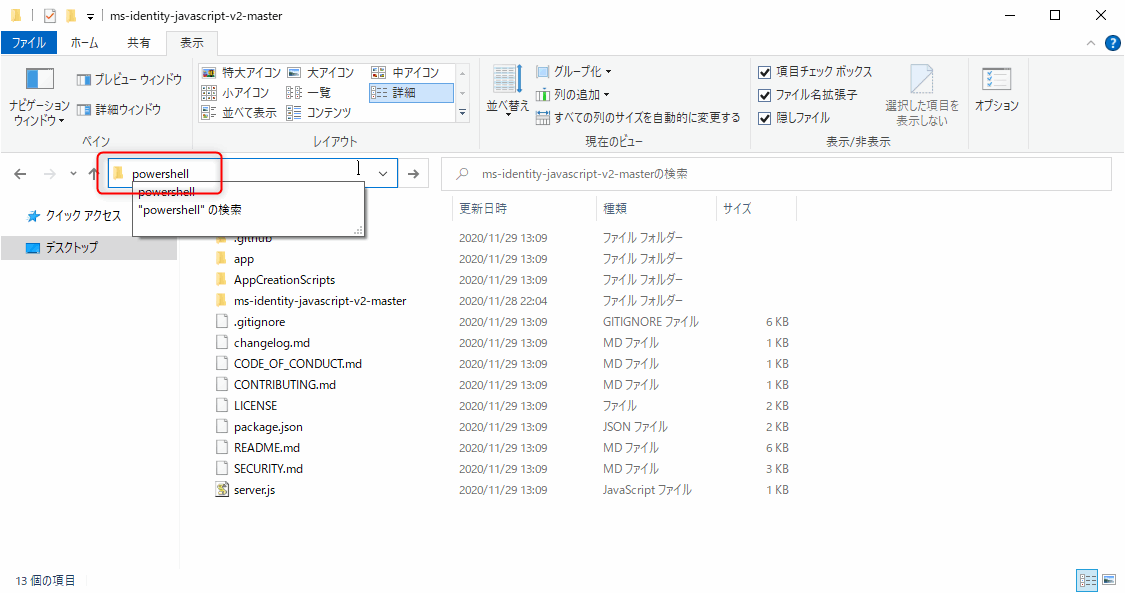 ms-identity-javascript-v2-master
ファイル ホーム 共有 表示
ナビゲーション ウィンドウ
プレビュー ウィンドウ
詳細ウィンドウ
ペイン
特大アイコン 大アイコン 中アイコン
小アイコン 一覧 詳細
並べて表示 コンテンツ
レイアウト
並べ替え
グループ化
列の追加
すべての列のサイズを自動的に変更する
現在のビュー
項目チェック ボックス
ファイル名拡張子
隠しファイル
選択した項目を
表示しない
表示/非表示
オプション
powershell
ms-identity-javascript-v2-masterの検索
powershell
"powershell" の検索
クイック アクセス
デスクトップ
更新日時 種類 サイズ
.github 2020/11/29 13:09 ファイル フォルダー
app 2020/11/29 13:09 ファイル フォルダー
AppCreationScripts 2020/11/29 13:09 ファイル フォルダー
ms-identity-javascript-v2-master 2020/11/28 22:04 ファイル フォルダー
.gitignore 2020/11/29 13:09 GITIGNORE ファイル 6 KB
changelog.md 2020/11/29 13:09 MD ファイル 1 KB
CODE_OF_CONDUCT.md 2020/11/29 13:09 MD ファイル 1 KB
CONTRIBUTING.md 2020/11/29 13:09 MD ファイル 1 KB
LICENSE 2020/11/29 13:09 ファイル 2 KB
package.json 2020/11/29 13:09 JSON ファイル 2 KB
README.md 2020/11/29 13:09 MD ファイル 6 KB
SECURITY.md 2020/11/29 13:09 MD ファイル 3 KB
server.js 2020/11/29 13:09 JavaScript ファイル 1 KB
13 個の項目